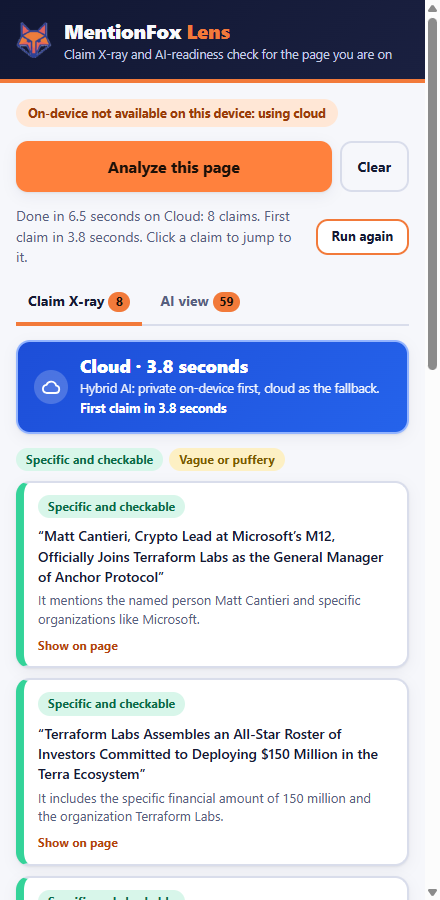 MentionFox Lens
Claim X-ray and AI-readiness check for the page you are on
On-device not available on this device: using cloud
Analyze this page
Clear
Done in 6.5 seconds on Cloud: 8 claims. First
claim in 3.8 seconds. Click a claim to jump to
it.
Run again
Claim X-ray 8
AI view 59
Cloud · 3.8 seconds
Hybrid AI: private on-device first, cloud as the fallback.
First claim in 3.8 seconds
Specific and checkable
Vague or puffery
Specific and checkable
“Matt Cantieri, Crypto Lead at Microsoft’s M12,
Officially Joins Terraform Labs as the General Manager
of Anchor Protocol”
It mentions the named person Matt Cantieri and specific
organizations like Microsoft.
Show on page
Specific and checkable
“Terraform Labs Assembles an All-Star Roster of
Investors Committed to Deploying $150 Million in the
Terra Ecosystem”
It includes the specific financial amount of 150 million and
the organization Terraform Labs.
Show on page